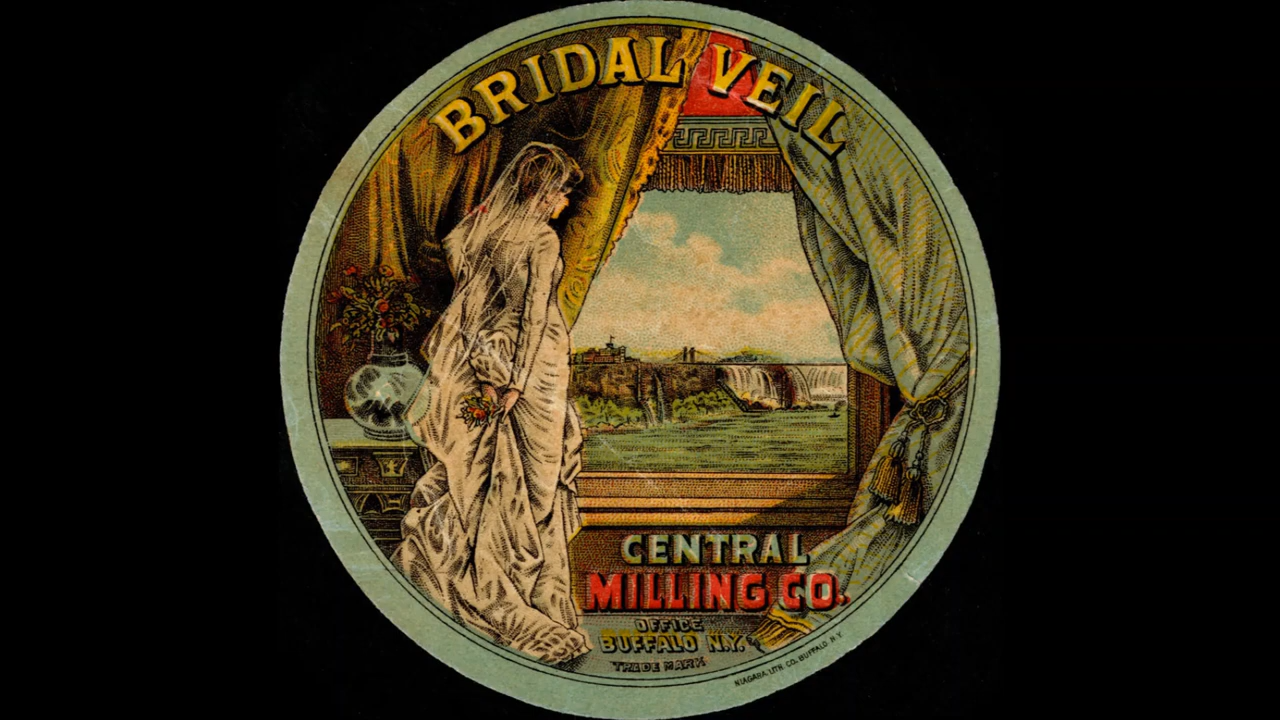 BRIDAL VEIL
CENTRAL
MILLING CO.
OFFICE
BUFFALO N.Y.
TRADE MARK
NIAGARA LITH. CO. BUFFALO. N.Y.